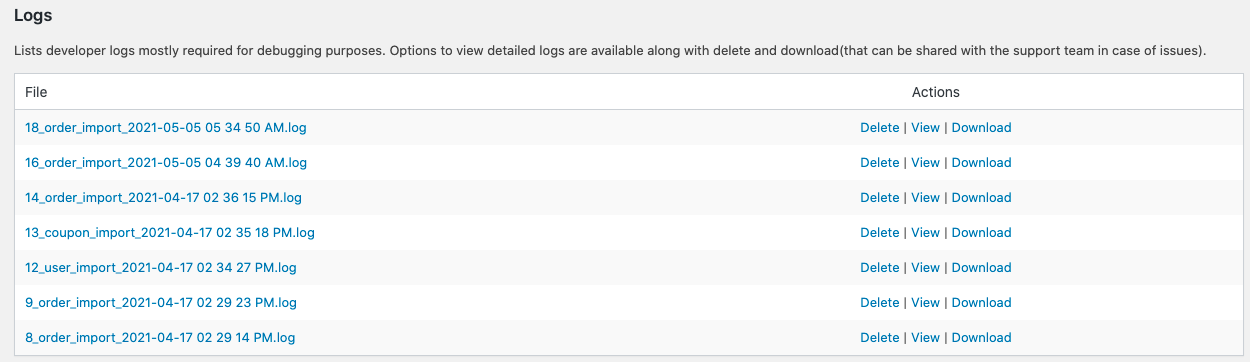 Logs
Lists developer logs mostly required for debugging purposes. Options to view detailed logs are available along with delete and download(that can be shared with the support team in case of issues).
File Actions
18_order_import_2021-05-05 05 34 50 AM.log Delete | View | Download
16_order_import_2021-05-05 04 39 40 AM.log Delete | View | Download
14_order_import_2021-04-17 02 36 15 PM.log Delete | View | Download
13_coupon_import_2021-04-17 02 35 18 PM.log Delete | View | Download
12_user_import_2021-04-17 02 34 27 PM.log Delete | View | Download
9_order_import_2021-04-17 02 29 23 PM.log Delete | View | Download
8_order_import_2021-04-17 02 29 14 PM.log Delete | View | Download